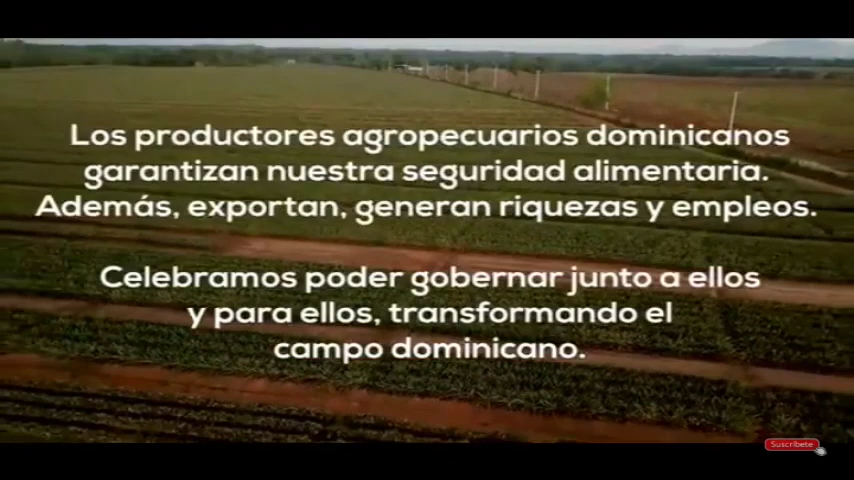 Los productores agropecuarios dominicanos
garantizan nuestra seguridad alimentaria.
Además, exportan, generan riquezas y empleos.
Celebramos poder gobernar junto a ellos
y para ellos, transformando el
campo dominicano.
Suscríbete